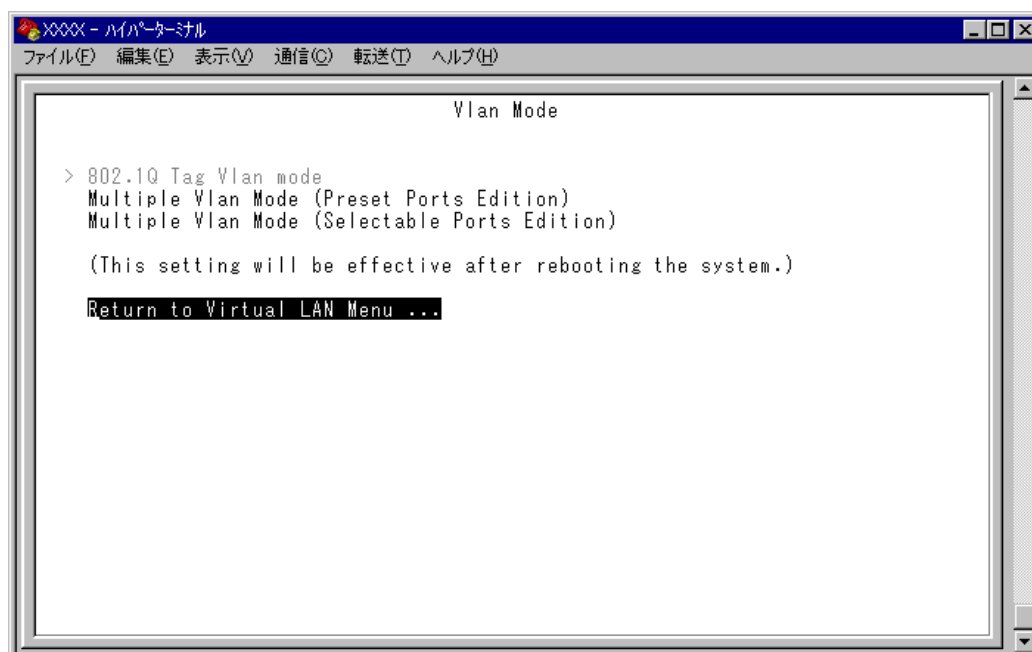 XXXX - ﾊｲﾊﾟｰﾀｰﾐﾅﾙ
ファイル(F) 編集(E) 表示(V) 通信(C) 転送(T) ヘルプ(H)
Vlan Mode
> 802.1Q Tag Vlan mode
Multiple Vlan Mode (Preset Ports Edition)
Multiple Vlan Mode (Selectable Ports Edition)
(This setting will be effective after rebooting the system.)
Return to Virtual LAN Menu ...